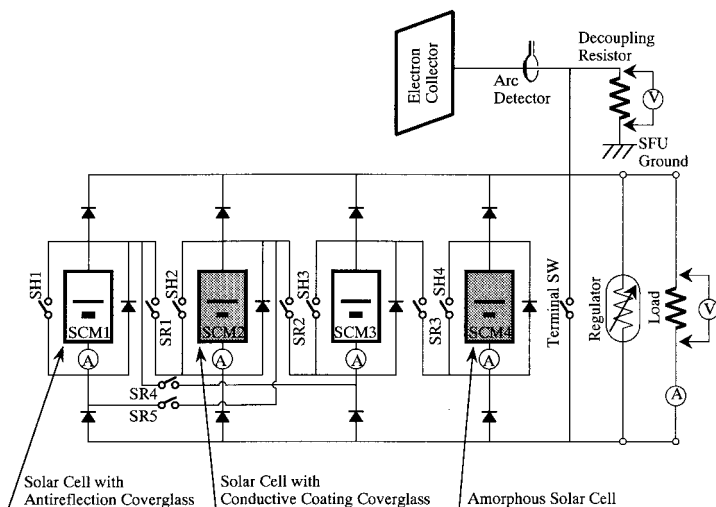 Decoupling
Resistor
Electron
Collector
Arc
Detector
V
SFU
Ground
SH1
SCM1
A
SR1
SH2
SCM2
A
SR2
SH3
SCM3
A
SR3
SH4
SCM4
A
Terminal SW
Regulator
Load
V
A
SR4
SR5
Solar Cell with
Antireflection Coverglass
Solar Cell with
Conductive Coating Coverglass
Amorphous Solar Cell